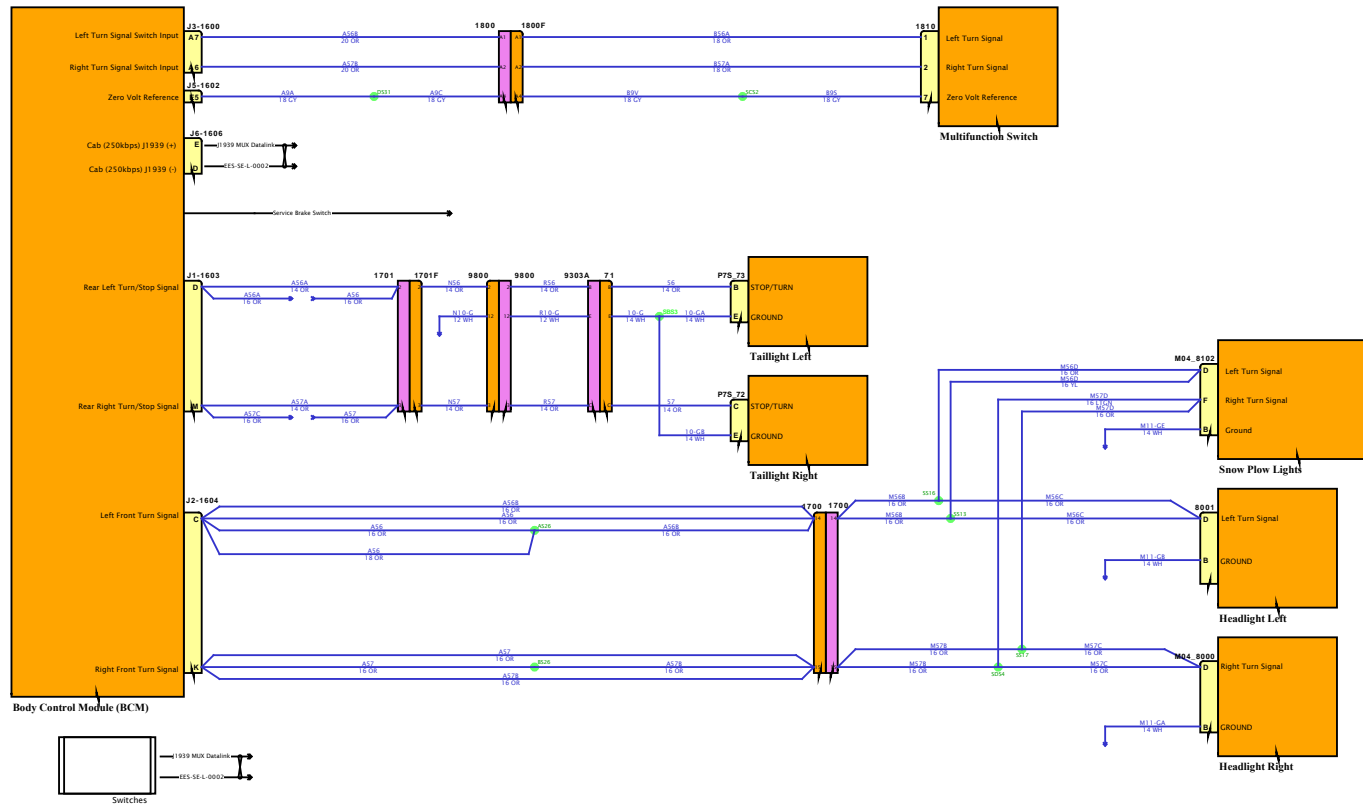 J3-1600
Left Turn Signal Switch Input
A7
A56B
20 OR
1800
1800F
A1
B56A
18 OR
1810
1
Left Turn Signal
Right Turn Signal Switch Input
A6
A57B
20 OR
A2
B57A
18 OR
2
Right Turn Signal
J5-1602
Zero Volt Reference
A9A
18 GY
A9C
18 GY
B9V
18 GY
B9S
18 GY
7
Zero Volt Reference
Multifunction Switch
J6-1606
Cab (250kbps) J1939 (+)
E
J1939 MUX Datalink
Cab (250kbps) J1939 (-)
D
EES-SE-L-0002
Service Brake Switch
J1-1603
Rear Left Turn/Stop Signal
D
A56A
14 OR
A56A
16 OR
A56
16 OR
1701
1701F
N56
14 OR
N10-G
12 WH
9800
9800
2
12
R56
14 OR
R10-G
12 WH
9303A
71
56
14 OR
10-G
14 WH
10-GA
14 WH
P7S_73
B
STOP/TURN
E
GROUND
Taillight Left
Rear Right Turn/Stop Signal
M
A57A
14 OR
A57C
16 OR
A57
16 OR
N57
14 OR
R57
14 OR
57
14 OR
10-GB
14 WH
P7S_72
C
STOP/TURN
E
GROUND
Taillight Right
M04_8102
M56D
16 OR
M56D
16 YL
D
Left Turn Signal
M57D
16 LTGN
M57D
16 OR
F
Right Turn Signal
M11-GE
14 WH
B
Ground
Snow Plow Lights
J2-1604
Left Front Turn Signal
C
A56B
16 OR
A56
16 OR
A56
16 OR
AS26
A56B
16 OR
A56
18 OR
1700
1700
14
14
M56B
16 OR
M56B
16 OR
SS16
M56C
16 OR
M56C
16 OR
8001
D
Left Turn Signal
M11-GB
14 WH
B
GROUND
Headlight Left
Right Front Turn Signal
K
A57
16 OR
A57
16 OR
BS26
A57B
16 OR
A57B
16 OR
M57B
16 OR
M57B
16 OR
SS17
SDS4
M57C
16 OR
M57C
16 OR
M04_8000
D
Right Turn Signal
M11-GA
14 WH
B
GROUND
Headlight Right
Body Control Module (BCM)
J1939 MUX Datalink
EES-SE-L-0002
Switches